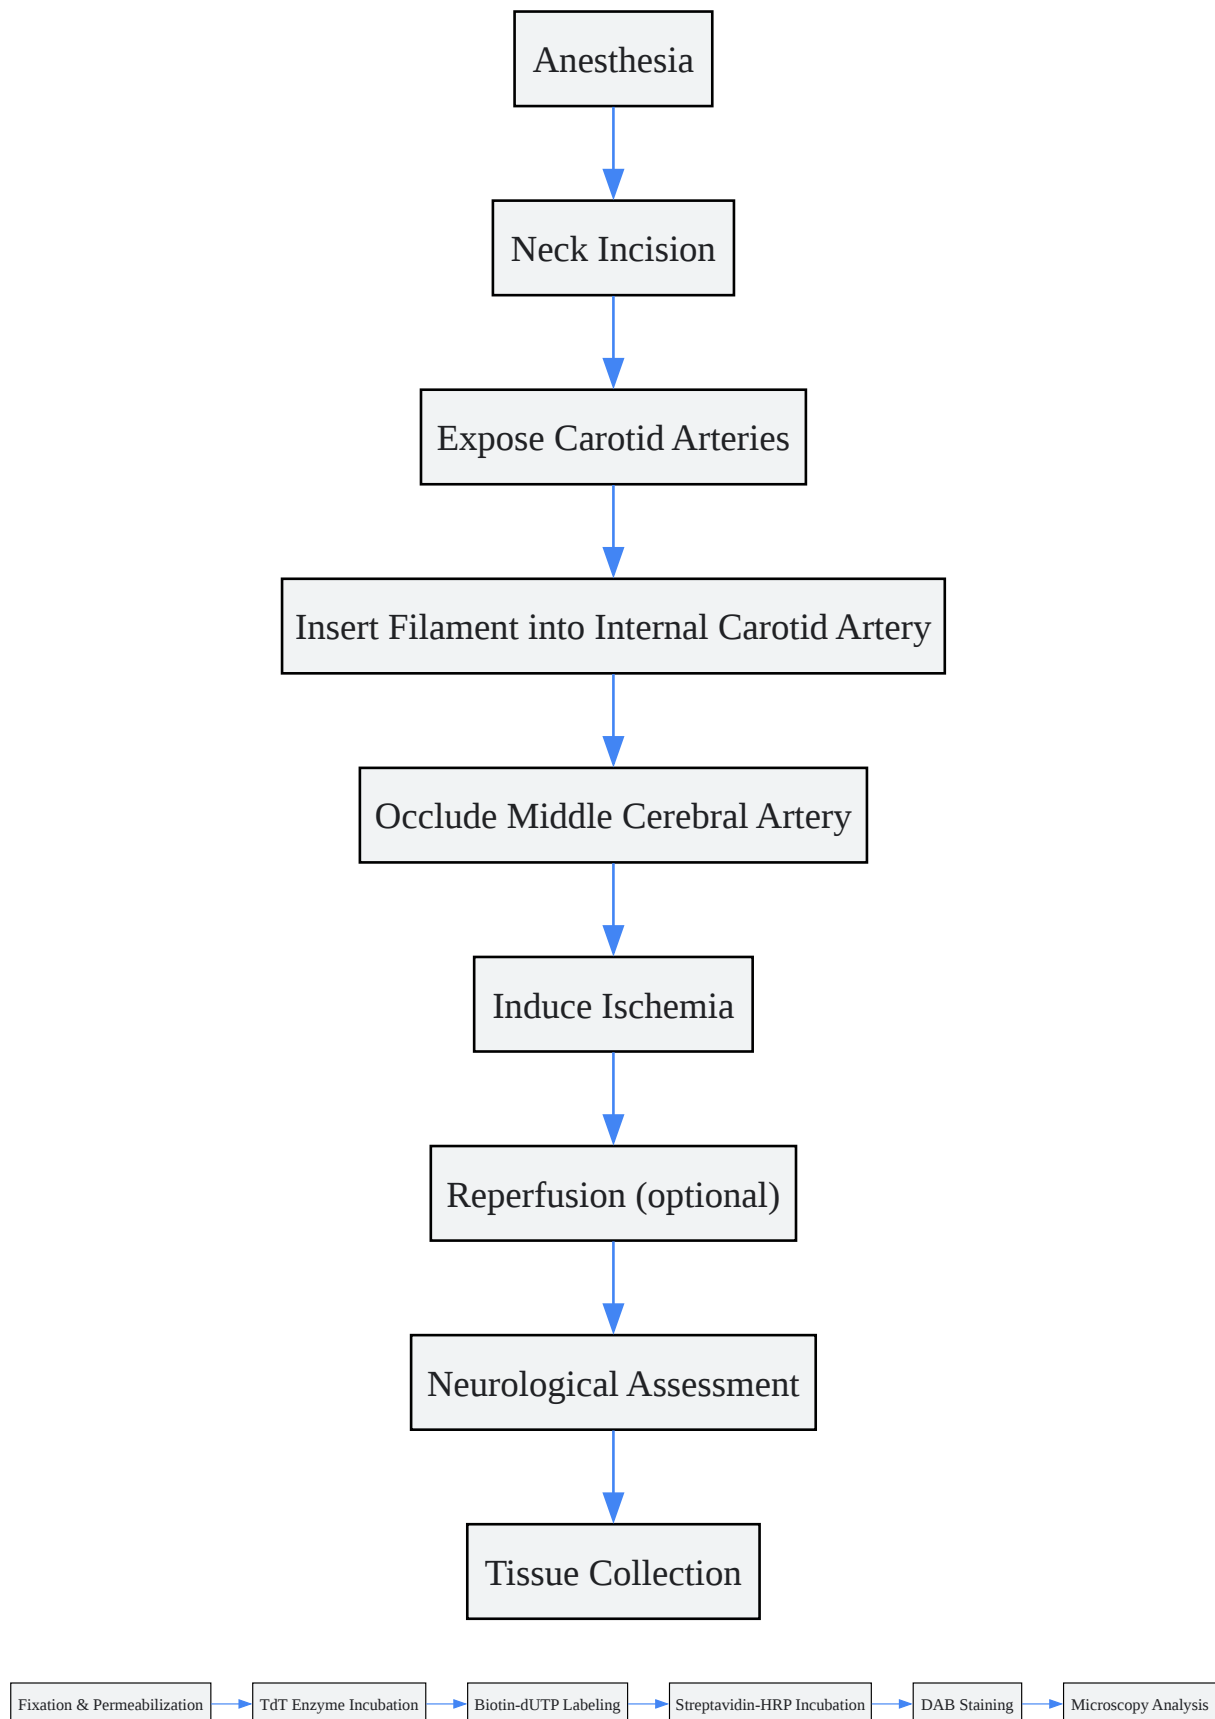 Anesthesia
Neck Incision
Expose Carotid Arteries
Insert Filament into Internal Carotid Artery
Occlude Middle Cerebral Artery
Induce Ischemia
Reperfusion (optional)
Neurological Assessment
Tissue Collection
Fixation & Permeabilization
TdT Enzyme Incubation
Biotin-dUTP Labeling
Streptavidin-HRP Incubation
DAB Staining
Microscopy Analysis